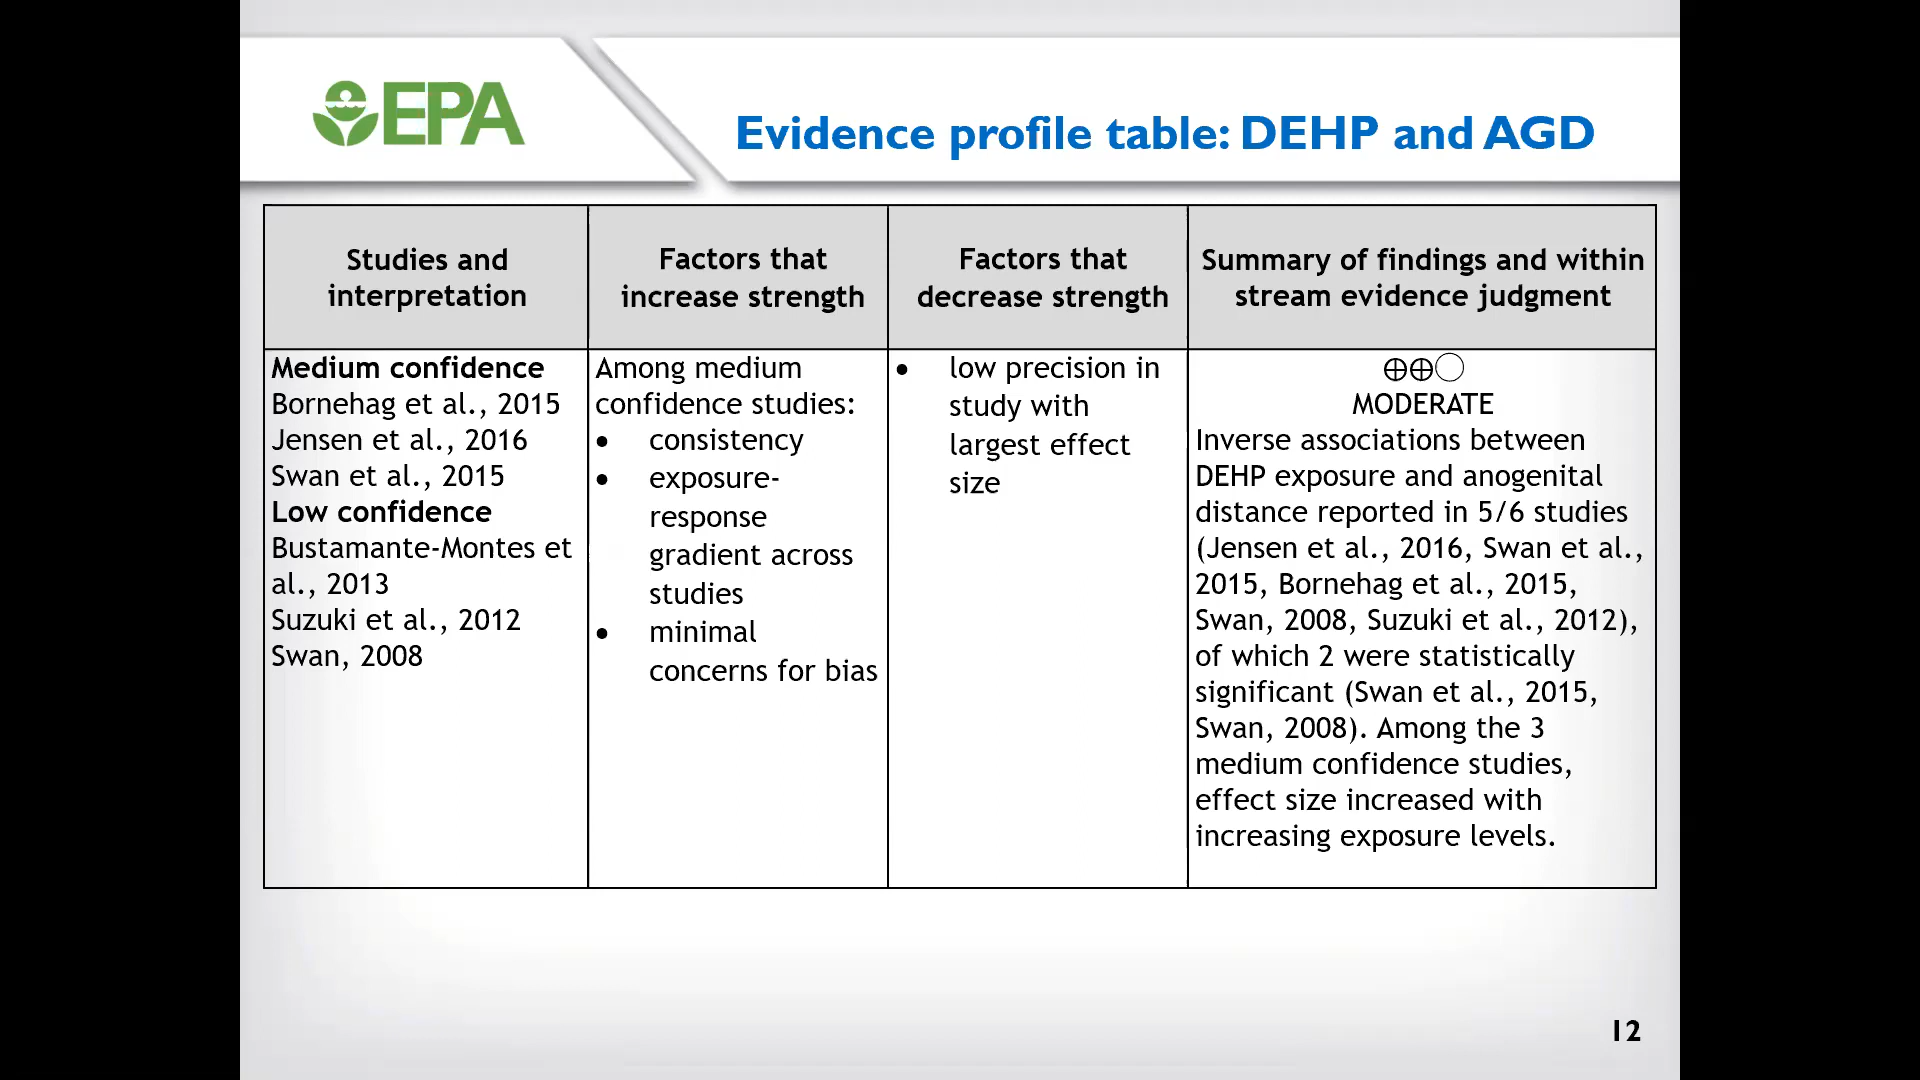 EPA
Evidence profile table: DEHP and AGD
Studies and
interpretation
Factors that
increase strength
Factors that
decrease strength
Summary of findings and within
stream evidence judgment
Medium confidence
Bornehag et al., 2015
Jensen et al., 2016
Swan et al., 2015
Low confidence
Bustamante-Montes et
al., 2013
Suzuki et al., 2012
Swan, 2008
Among medium
confidence studies:
• consistency
• exposure-
response
gradient across
studies
• minimal
concerns for bias
• low precision in
study with
largest effect
size
⊕⊕◯
MODERATE
Inverse associations between
DEHP exposure and anogenital
distance reported in 5/6 studies
(Jensen et al., 2016, Swan et al.,
2015, Bornehag et al., 2015,
Swan, 2008, Suzuki et al., 2012),
of which 2 were statistically
significant (Swan et al., 2015,
Swan, 2008). Among the 3
medium confidence studies,
effect size increased with
increasing exposure levels.
12